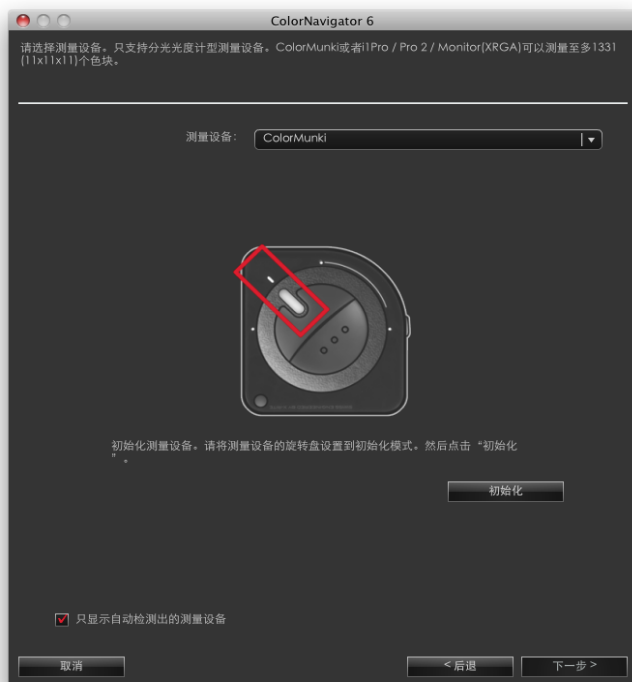 ColorNavigator 6
请选择测量设备。只支持分光光度计型测量设备。ColorMunki或者i1Pro / Pro 2 / Monitor(XRGA)可以测量至多1331
(11x11x11)个色块。
测量设备:
ColorMunki
初始化测量设备。请将测量设备的旋转盘设置到初始化模式。然后点击“初始化
”。
初始化
只显示自动检测出的测量设备
取消
<后退
下一步 >